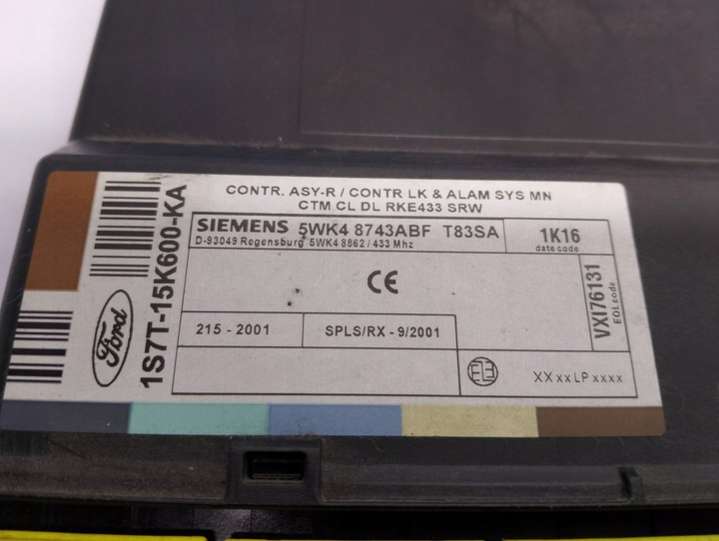 CONTR. ASY-R / CONTR LK & ALAM SYS MN
CTM CL DL RKE433 SRW
SIEMENS 5WK4 8743ABF T83SA
D-93049 Regensburg 5WK4 8862 / 433 Mhz
1K16
date code
VXI76131
EOL code
CE
215 - 2001
SPLS/RX - 9/2001
XX xx LP xxxx
Ford
1S7T-15K600-KA